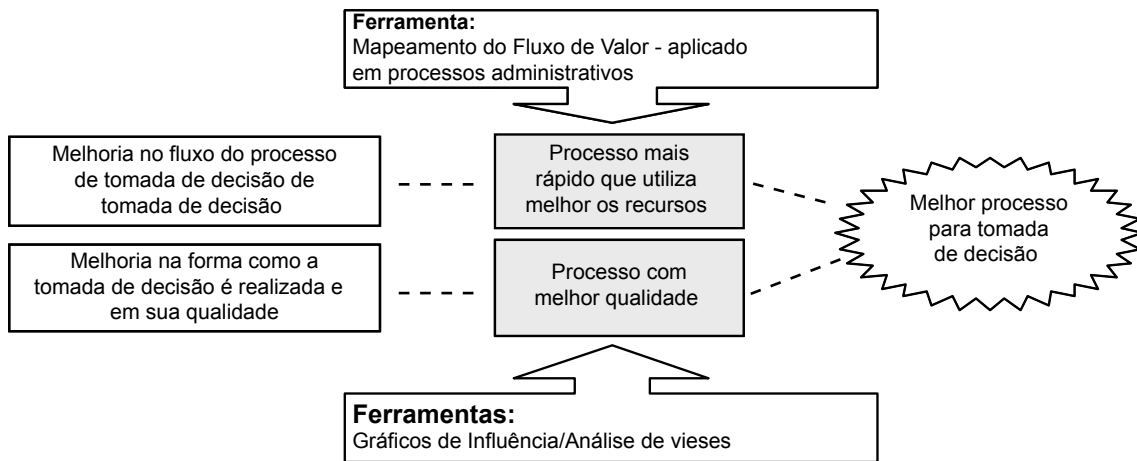 Ferramenta:
Mapeamento do Fluxo de Valor - aplicado
em processos administrativos
Melhoria no fluxo do processo
de tomada de decisão de
tomada de decisão
Processo mais
rápido que utiliza
melhor os recursos
Melhor processo
para tomada
de decisão
Melhoria na forma como a
tomada de decisão é realizada e
em sua qualidade
Processo com
melhor qualidade
Ferramentas:
Gráficos de Influência/Análise de vieses